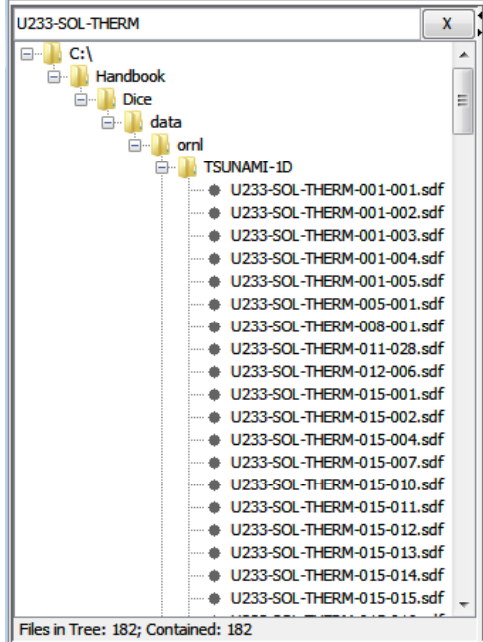 U233-SOL-THERM X
C:\
Handbook
Dice
data
ornl
TSUNAMI-1D
U233-SOL-THERM-001-001.sdf
U233-SOL-THERM-001-002.sdf
U233-SOL-THERM-001-003.sdf
U233-SOL-THERM-001-004.sdf
U233-SOL-THERM-001-005.sdf
U233-SOL-THERM-005-001.sdf
U233-SOL-THERM-008-001.sdf
U233-SOL-THERM-011-028.sdf
U233-SOL-THERM-012-006.sdf
U233-SOL-THERM-015-001.sdf
U233-SOL-THERM-015-002.sdf
U233-SOL-THERM-015-004.sdf
U233-SOL-THERM-015-007.sdf
U233-SOL-THERM-015-010.sdf
U233-SOL-THERM-015-011.sdf
U233-SOL-THERM-015-012.sdf
U233-SOL-THERM-015-013.sdf
U233-SOL-THERM-015-014.sdf
U233-SOL-THERM-015-015.sdf
Files in Tree: 182; Contained: 182